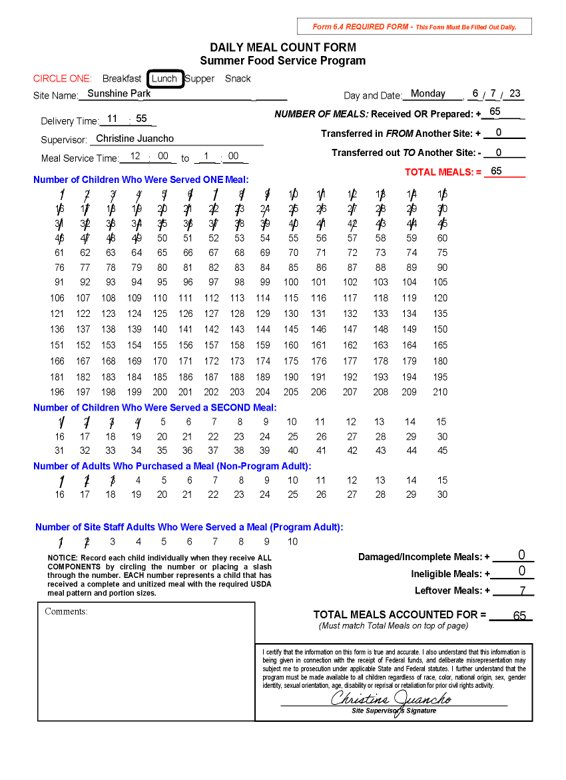 Form 6.4 REQUIRED FORM - This Form Must Be Filled Out Daily.
DAILY MEAL COUNT FORM
Summer Food Service Program
CIRCLE ONE: Breakfast Lunch Supper Snack
Site Name: Sunshine Park Day and Date: Monday, 6 / 7 / 23
Delivery Time: 11 : 55 NUMBER OF MEALS: Received OR Prepared: + 65
Supervisor: Christine Juancho Transferred in FROM Another Site: + 0
Meal Service Time: 12 : 00 to 1 : 00 Transferred out TO Another Site: - 0
TOTAL MEALS: = 65
Number of Children Who Were Served ONE Meal:
1 2 3 4 5 6 7 8 9 10 11 12 13 14 15
16 17 18 19 20 21 22 23 24 25 26 27 28 29 30
31 32 33 34 35 36 37 38 39 40 41 42 43 44 45
46 47 48 49 50 51 52 53 54 55 56 57 58 59 60
61 62 63 64 65 66 67 68 69 70 71 72 73 74 75
76 77 78 79 80 81 82 83 84 85 86 87 88 89 90
91 92 93 94 95 96 97 98 99 100 101 102 103 104 105
106 107 108 109 110 111 112 113 114 115 116 117 118 119 120
121 122 123 124 125 126 127 128 129 130 131 132 133 134 135
136 137 138 139 140 141 142 143 144 145 146 147 148 149 150
151 152 153 154 155 156 157 158 159 160 161 162 163 164 165
166 167 168 169 170 171 172 173 174 175 176 177 178 179 180
181 182 183 184 185 186 187 188 189 190 191 192 193 194 195
196 197 198 199 200 201 202 203 204 205 206 207 208 209 210
Number of Children Who Were Served a SECOND Meal:
1 2 3 4 5 6 7 8 9 10 11 12 13 14 15
16 17 18 19 20 21 22 23 24 25 26 27 28 29 30
31 32 33 34 35 36 37 38 39 40 41 42 43 44 45
Number of Adults Who Purchased a Meal (Non-Program Adult):
1 2 3 4 5 6 7 8 9 10 11 12 13 14 15
16 17 18 19 20 21 22 23 24 25 26 27 28 29 30
Number of Site Staff Adults Who Were Served a Meal (Program Adult):
1 2 3 4 5 6 7 8 9 10
NOTICE: Record each child individually when they receive ALL
COMPONENTS by circling the number or placing a slash
through the number. EACH number represents a child that has
received a complete and unitized meal with the required USDA
meal pattern and portion sizes.
Damaged/Incomplete Meals: + 0
Ineligible Meals: + 0
Leftover Meals: + 7
TOTAL MEALS ACCOUNTED FOR = 65
(Must match Total Meals on top of page)
Comments:
I certify that the information on this form is true and accurate. I also understand that this information is
being given in connection with the receipt of Federal funds, and deliberate misrepresentation may
subject me to prosecution under applicable State and Federal statutes. I further understand that the
program must be made available to all children regardless of race, color, national origin, sex, gender
identity, sexual orientation, age, disability or reprisal or retaliation for prior civil rights activity.
Christine Juancho
Site Supervisor's Signature